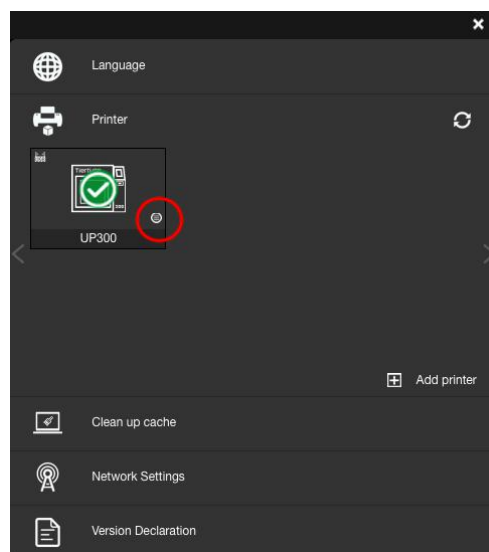 Language
Printer
UP300
Add printer
Clean up cache
Network Settings
Version Declaration